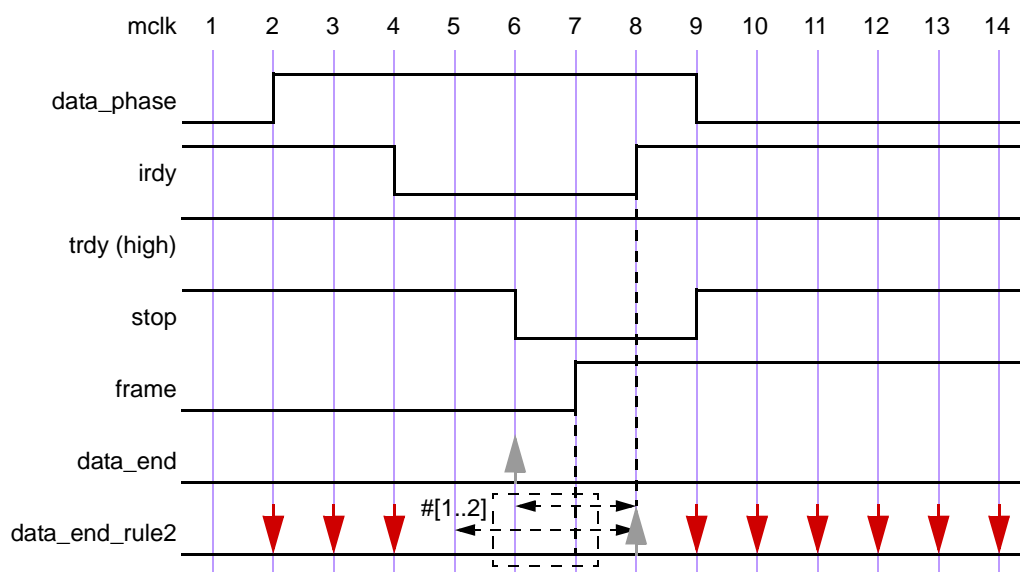 mclk 1 2 3 4 5 6 7 8 9 10 11 12 13 14
data_phase
irdy
trdy (high)
stop
frame
data_end
#[1..2]
data_end_rule2